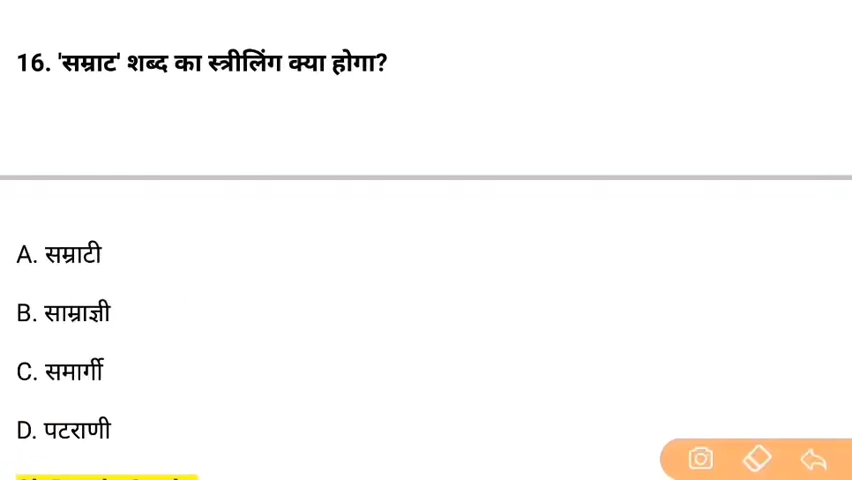 16. 'सम्राट' शब्द का स्त्रीलिंग क्या होगा?
A. सम्राटी
B. साम्राज्ञी
C. समार्गी
D. पटराणी